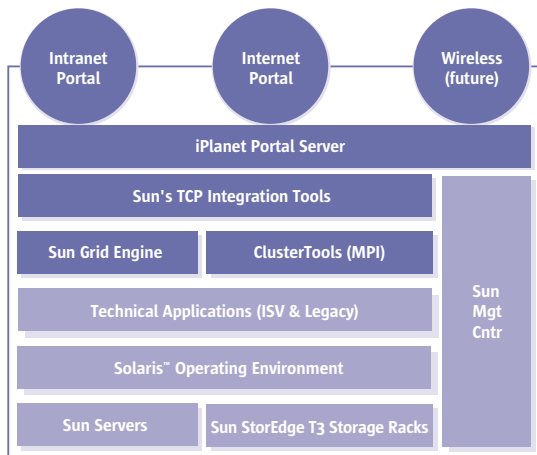 Intranet
Portal
Internet
Portal
Wireless
(future)
iPlanet Portal Server
Sun's TCP Integration Tools
Sun Grid Engine
ClusterTools (MPI)
Technical Applications (ISV & Legacy)
Solaris™ Operating Environment
Sun Servers
Sun StorEdge T3 Storage Racks
Sun
Mgt
Cntr